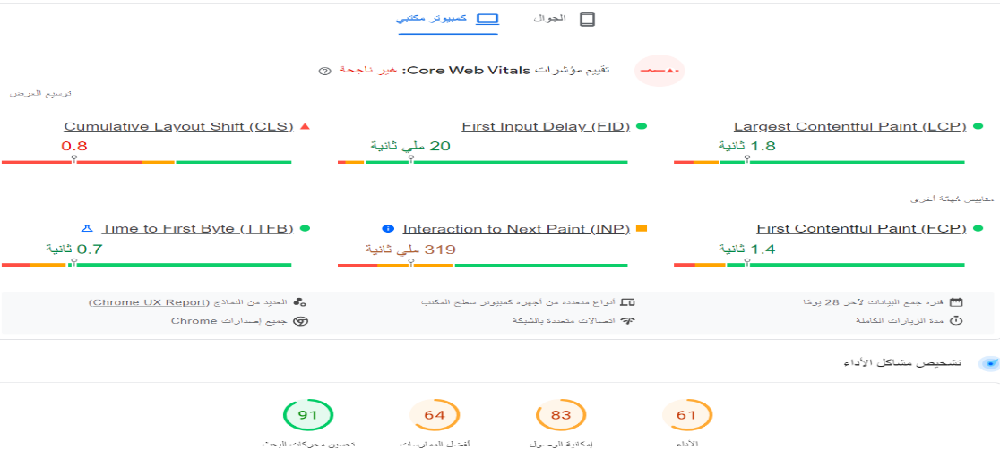 الجوال
كمبيوتر مكتبي
تقييم مؤشرات Core Web Vitals: غير ناجحة
توسيع العرض
Largest Contentful Paint (LCP)
1.8 ثانية
First Input Delay (FID)
20 ملي ثانية
Cumulative Layout Shift (CLS)
0.8
مقاييس مُهمّة أخرى
First Contentful Paint (FCP)
1.4 ثانية
Interaction to Next Paint (INP)
319 ملي ثانية
Time to First Byte (TTFB)
0.7 ثانية
فترة جمع البيانات لآخر 28 يومًا
أنواع متعددة من أجهزة كمبيوتر سطح المكتب
العديد من النماذج (Chrome UX Report)
مدة الزيارات الكاملة
اتصالات متعددة بالشبكة
جميع إصدارات Chrome
تشخيص مشاكل الأداء
61
الأداء
83
إمكانية الوصول
64
أفضل الممارسات
91
تحسين محركات البحث